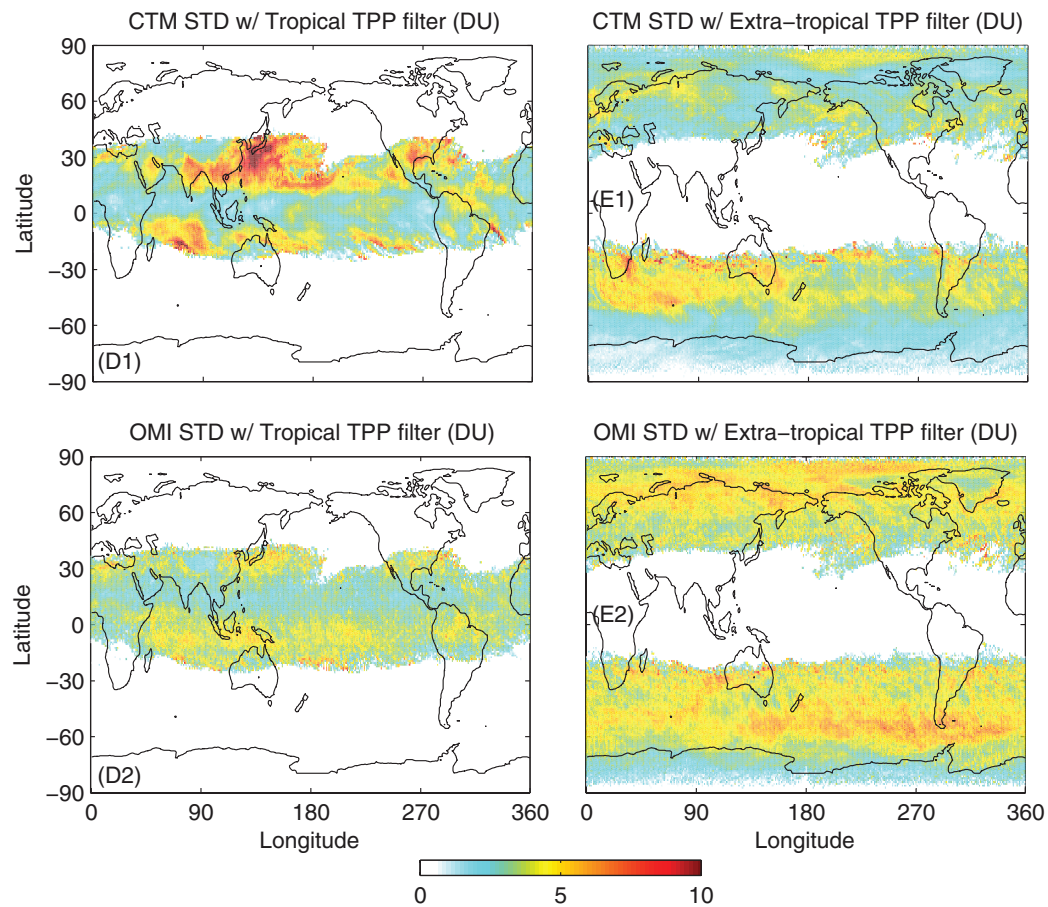 CTM STD w/ Tropical TPP filter (DU)
CTM STD w/ Extra-tropical TPP filter (DU)
90
60
30
0
−30
−60
−90
Latitude
(D1)
(E1)
OMI STD w/ Tropical TPP filter (DU)
OMI STD w/ Extra-tropical TPP filter (DU)
90
60
30
0
−30
−60
−90
Latitude
(D2)
(E2)
0 90 180 270 360
0 90 180 270 360
Longitude
Longitude
0 5 10